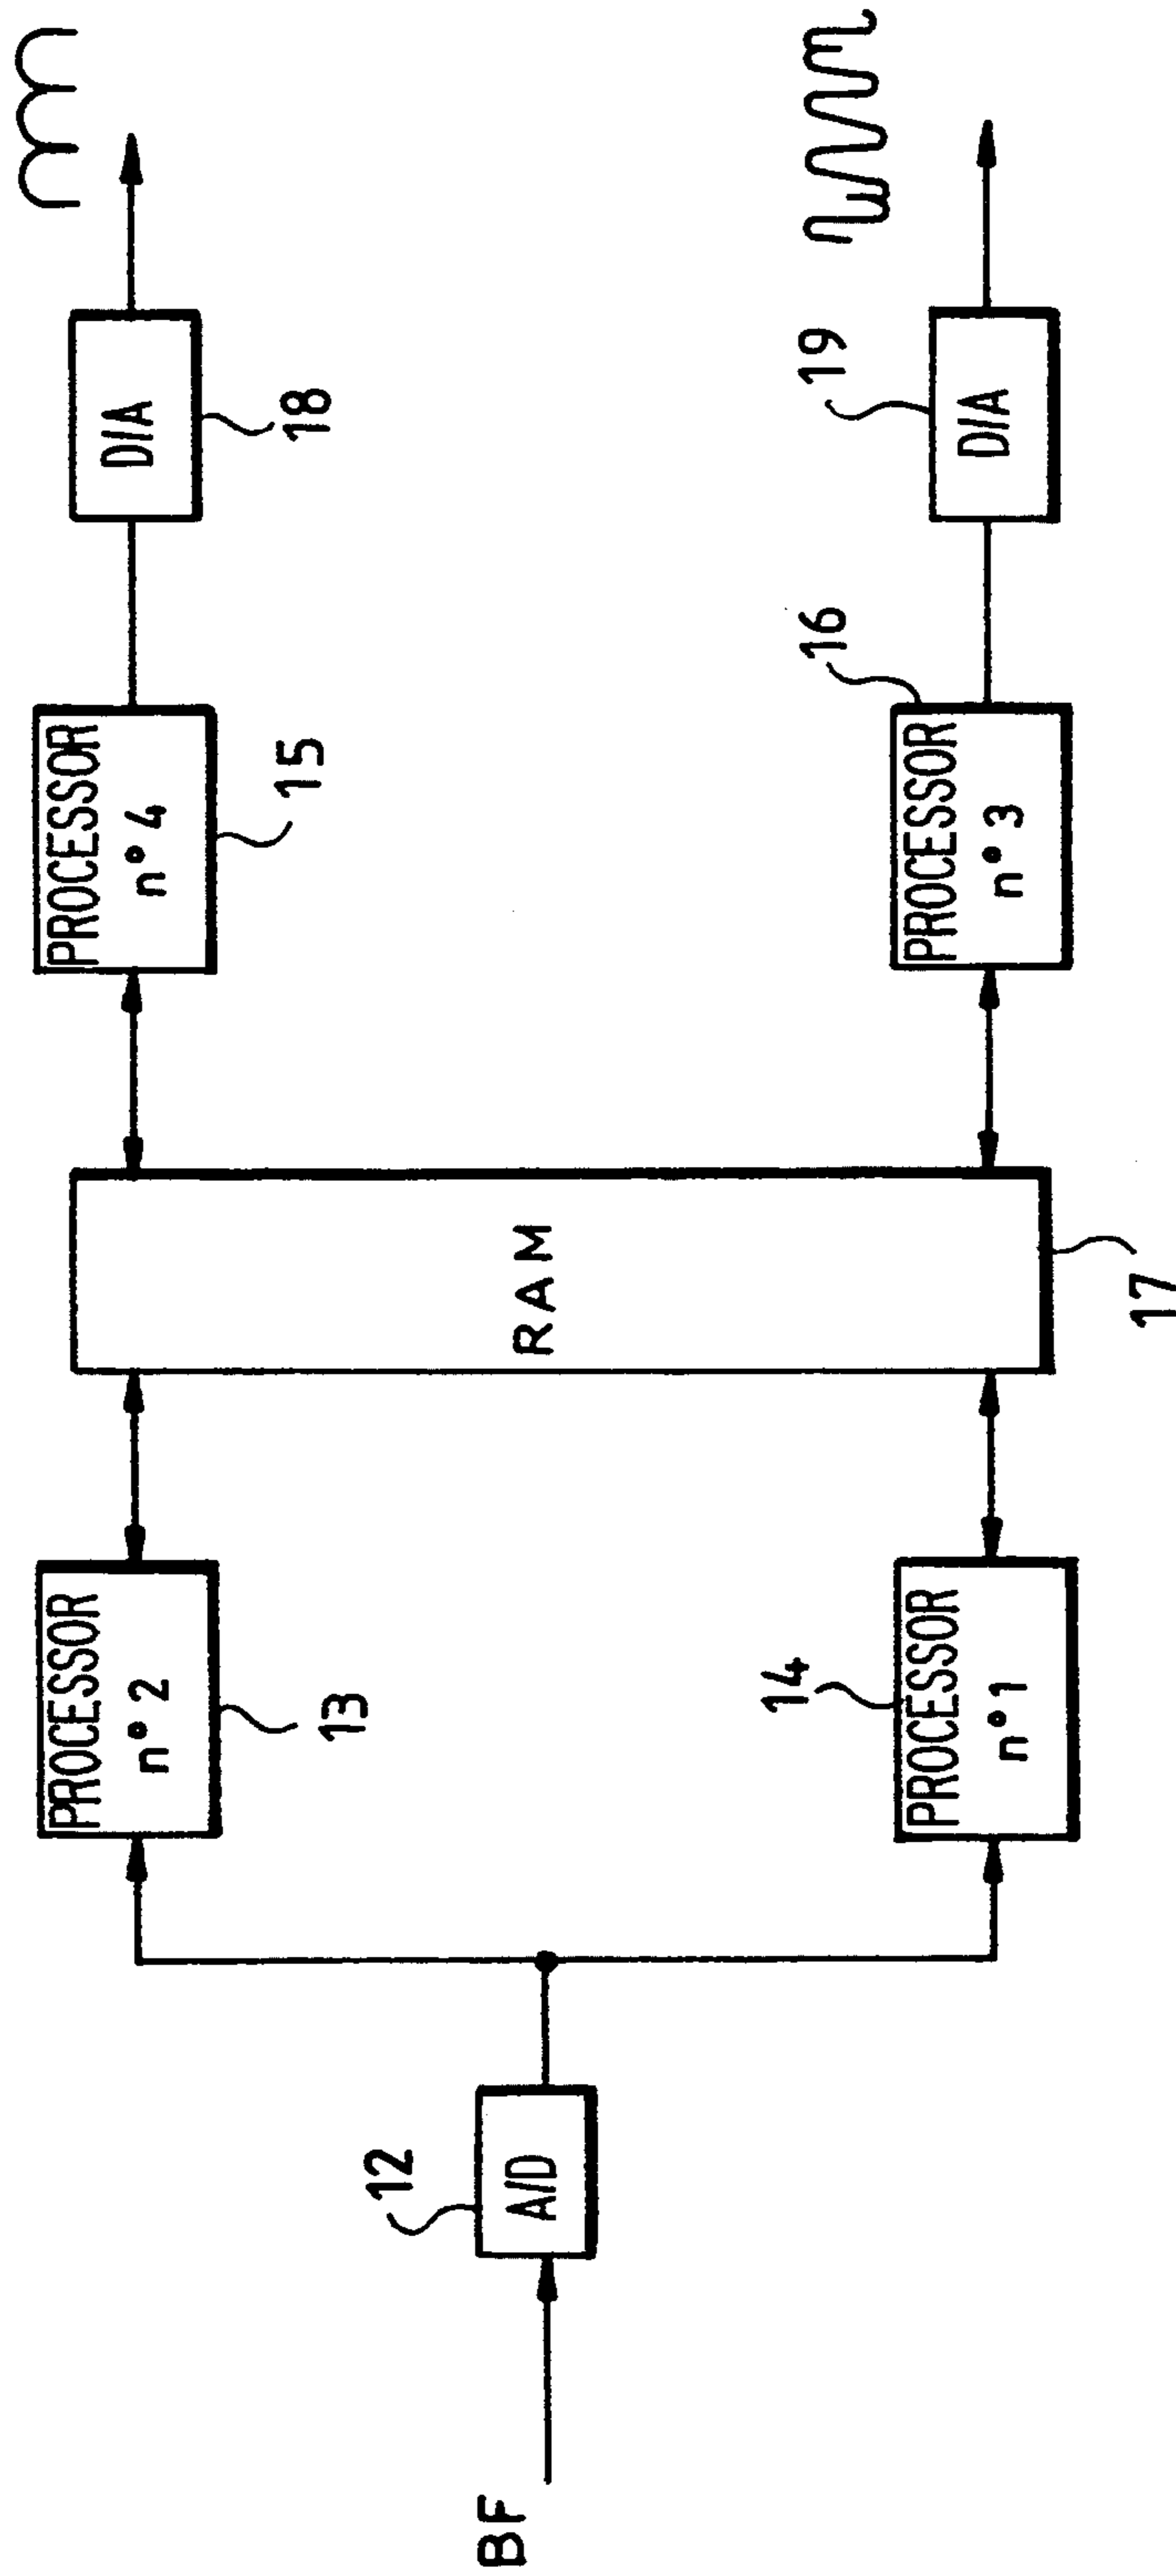 BF
12
A/D
PROCESSOR
n° 2
13
14
PROCESSOR
n° 1
RAM
17
PROCESSOR
n° 4
15
16
PROCESSOR
n° 3
D/A
18
19
D/A